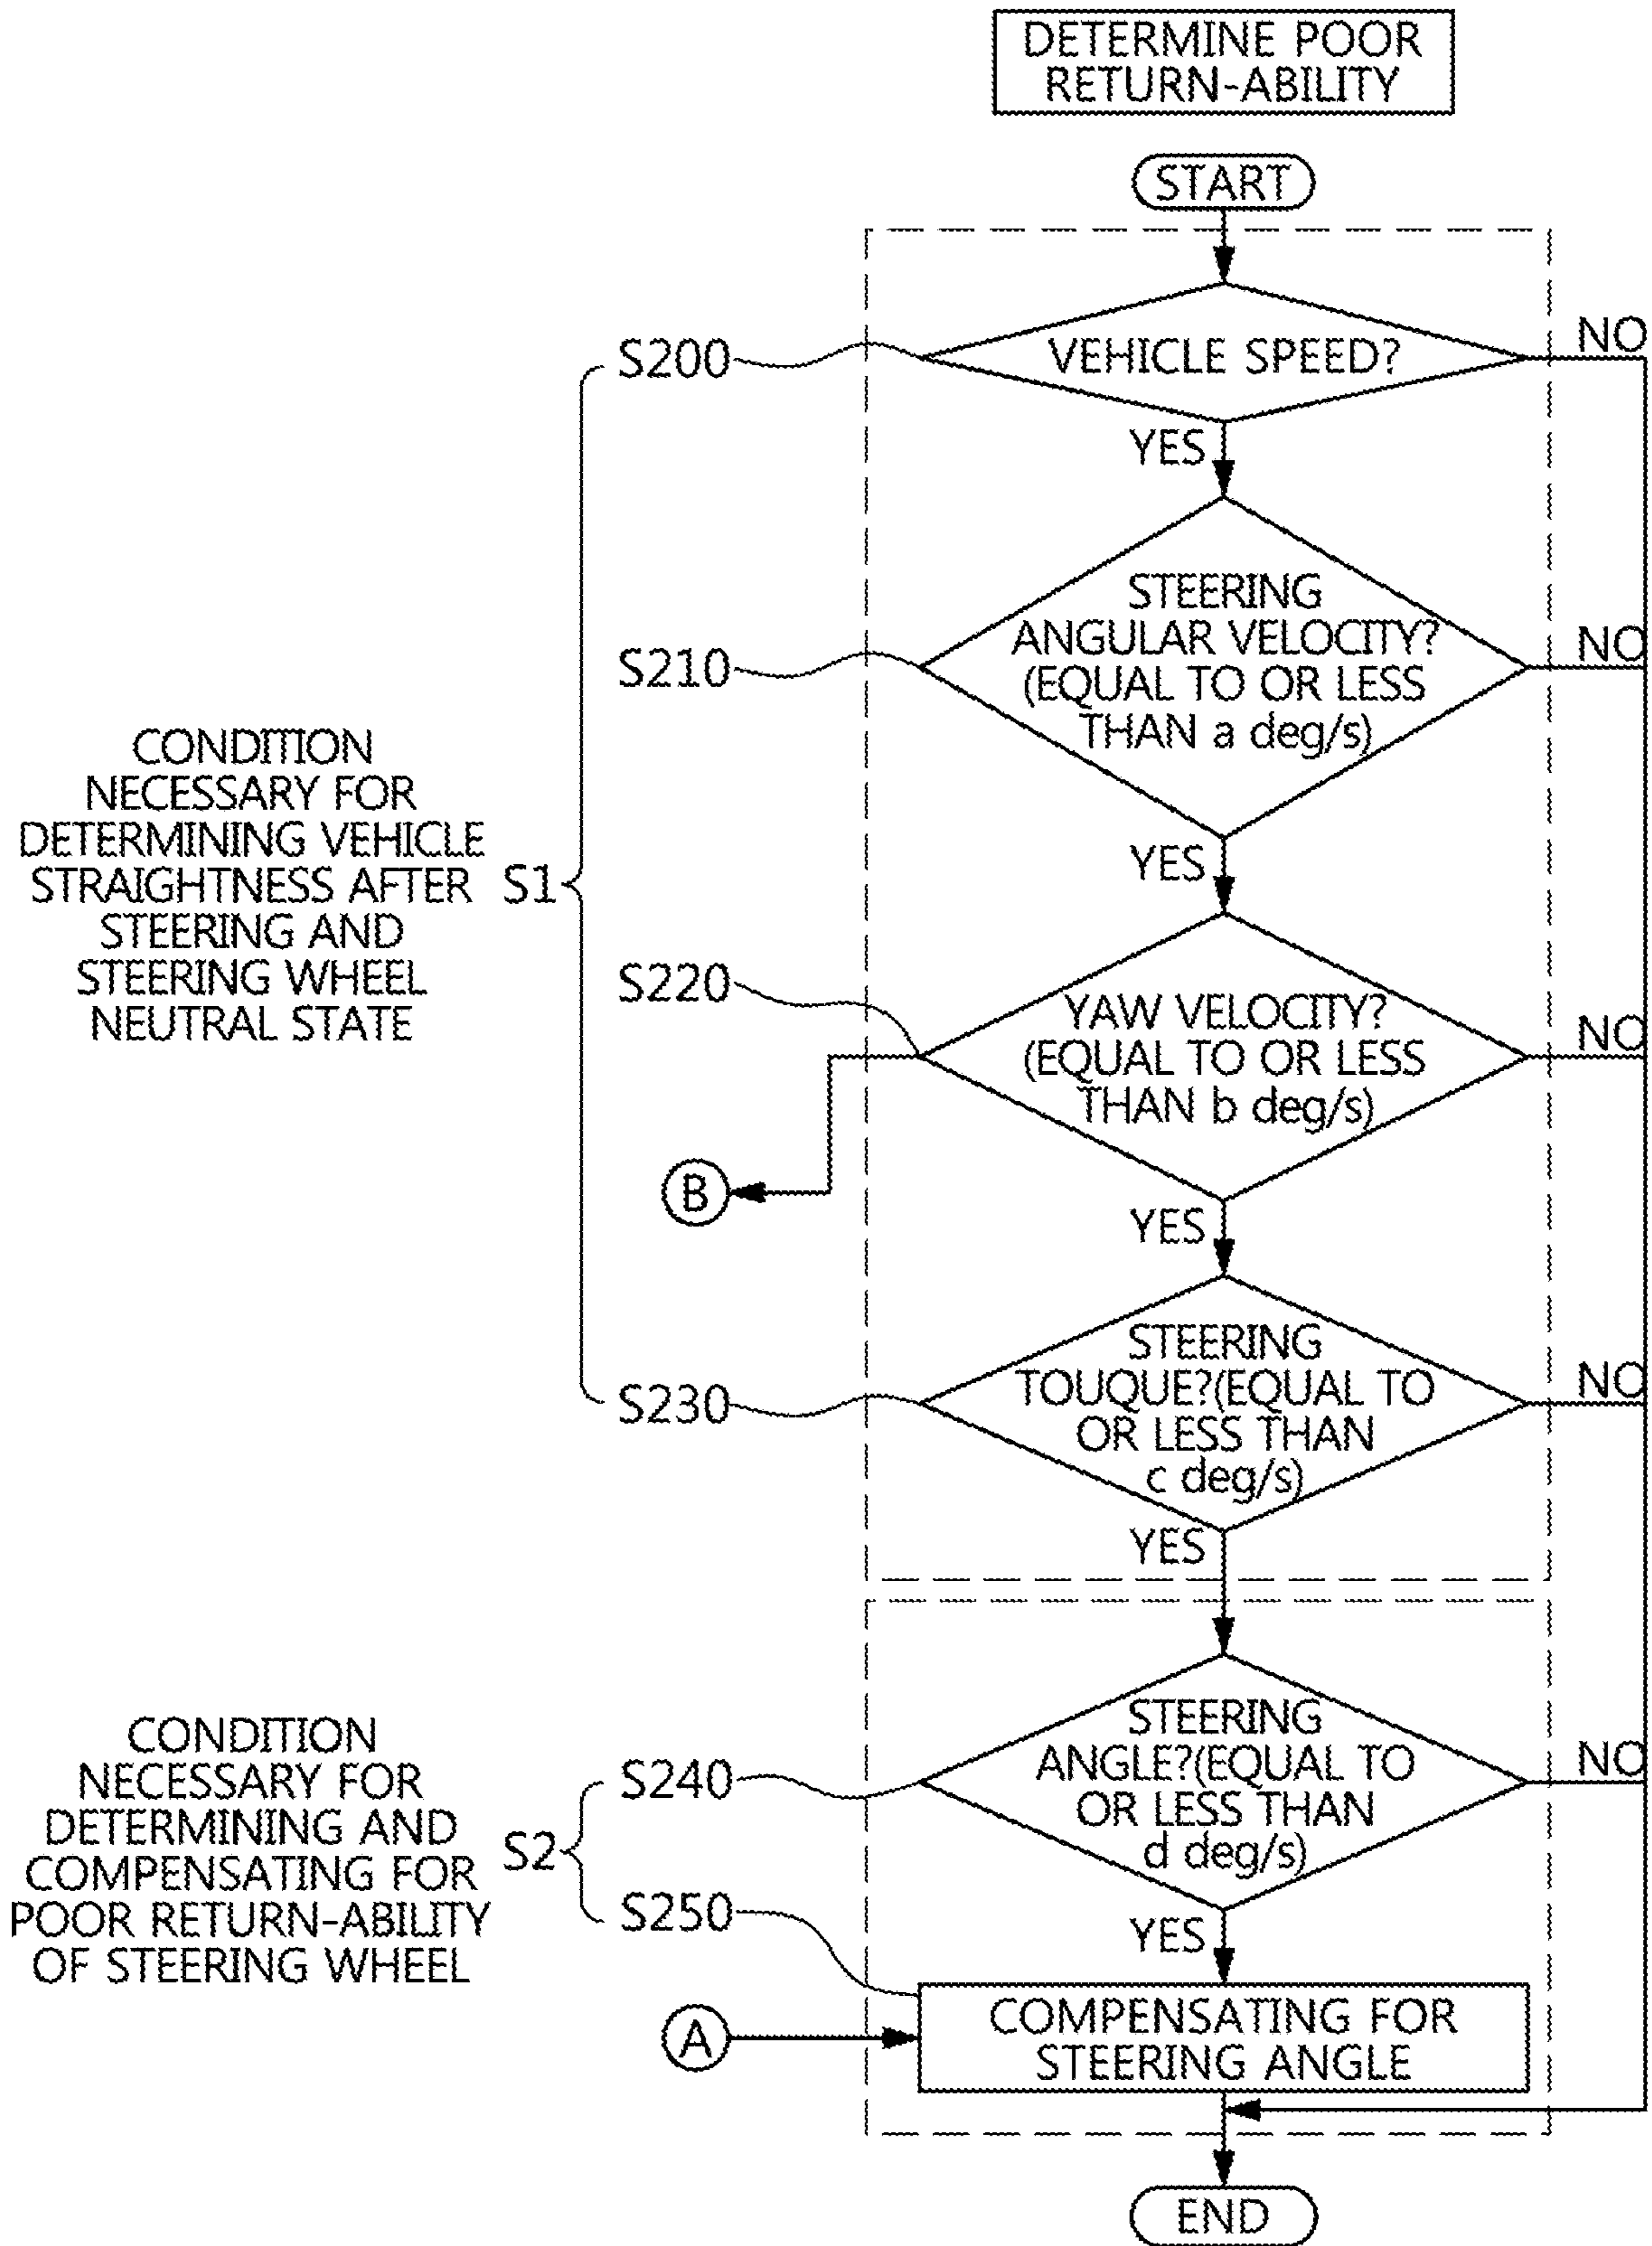 DETERMINE POOR
RETURN-ABILITY
START
S200
VEHICLE SPEED?
NO
YES
S210
STEERING
ANGULAR VELOCITY?
(EQUAL TO OR LESS
THAN a deg/s)
NO
YES
CONDITION
NECESSARY FOR
DETERMINING VEHICLE
STRAIGHTNESS AFTER
STEERING AND
STEERING WHEEL
NEUTRAL STATE
S1
S220
YAW VELOCITY?
(EQUAL TO OR LESS
THAN b deg/s)
NO
B
YES
S230
STEERING
TOUQUE?(EQUAL TO
OR LESS THAN
c deg/s)
NO
YES
CONDITION
NECESSARY FOR
DETERMINING AND
COMPENSATING FOR
POOR RETURN-ABILITY
OF STEERING WHEEL
S2
S240
STEERING
ANGLE?(EQUAL TO
OR LESS THAN
d deg/s)
NO
YES
S250
A
COMPENSATING FOR
STEERING ANGLE
END